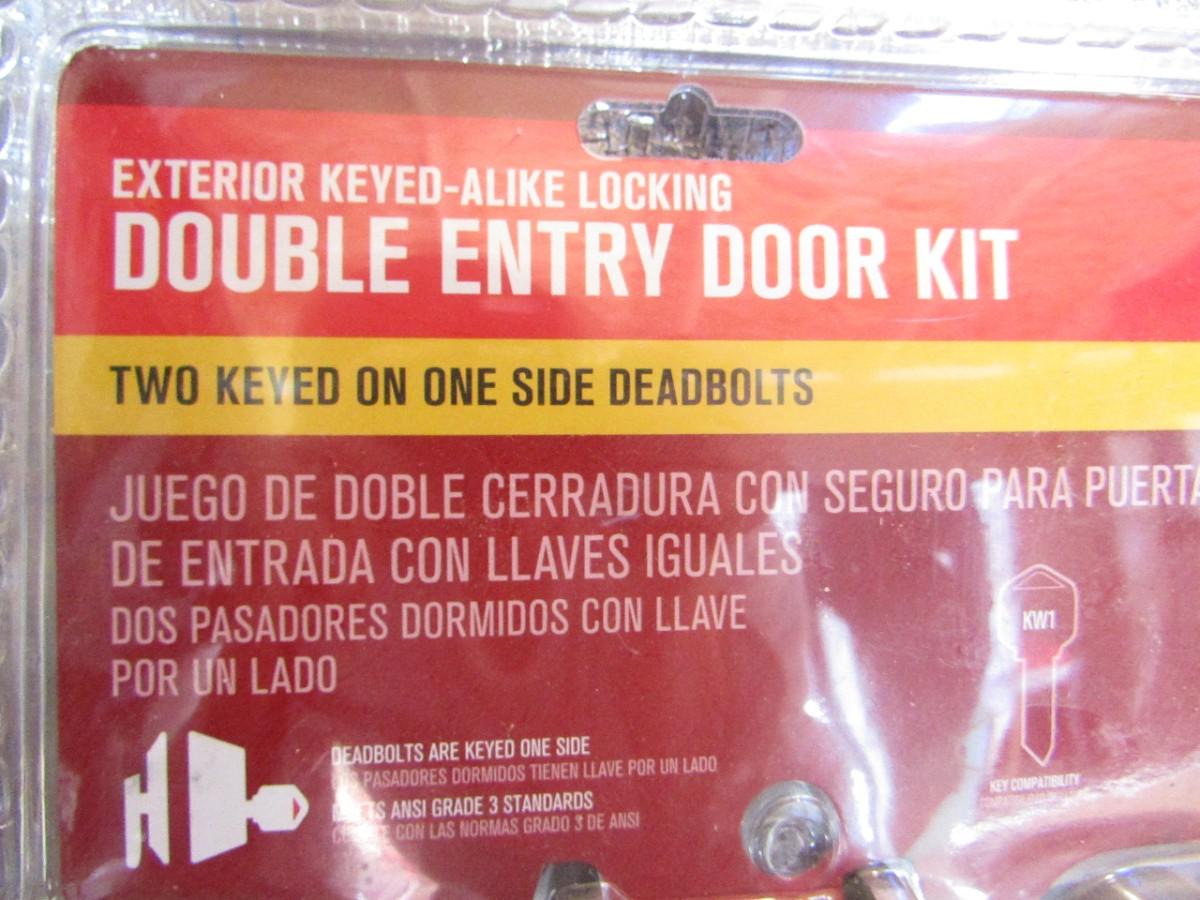 EXTERIOR KEYED-ALIKE LOCKING
DOUBLE ENTRY DOOR KIT
TWO KEYED ON ONE SIDE DEADBOLTS
JUEGO DE DOBLE CERRADURA CON SEGURO PARA PUERTA
DE ENTRADA CON LLAVES IGUALES
DOS PASADORES DORMIDOS CON LLAVE
POR UN LADO
KW1
DEADBOLTS ARE KEYED ONE SIDE
PASADORES DORMIDOS TIENEN LLAVE POR UN LADO
ANSI GRADE 3 STANDARDS
CON LAS NORMAS GRADO 3 DE ANSI
KEY COMPATIBILITY